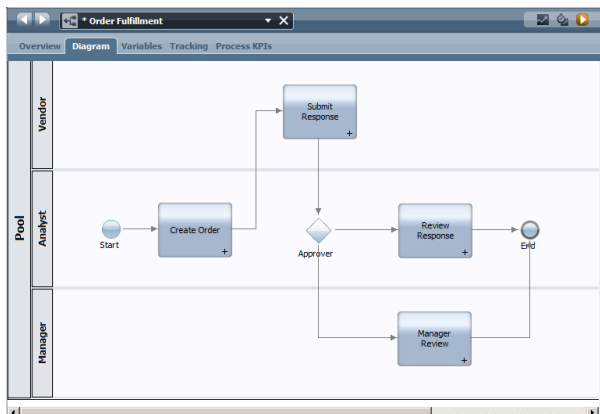 * Order Fulfillment
Overview Diagram Variables Tracking Process KPIs
Pool
Vendor
Submit
Response
Analyst
Start
Create Order
Approver
Review
Response
End
Manager
Manager
Review